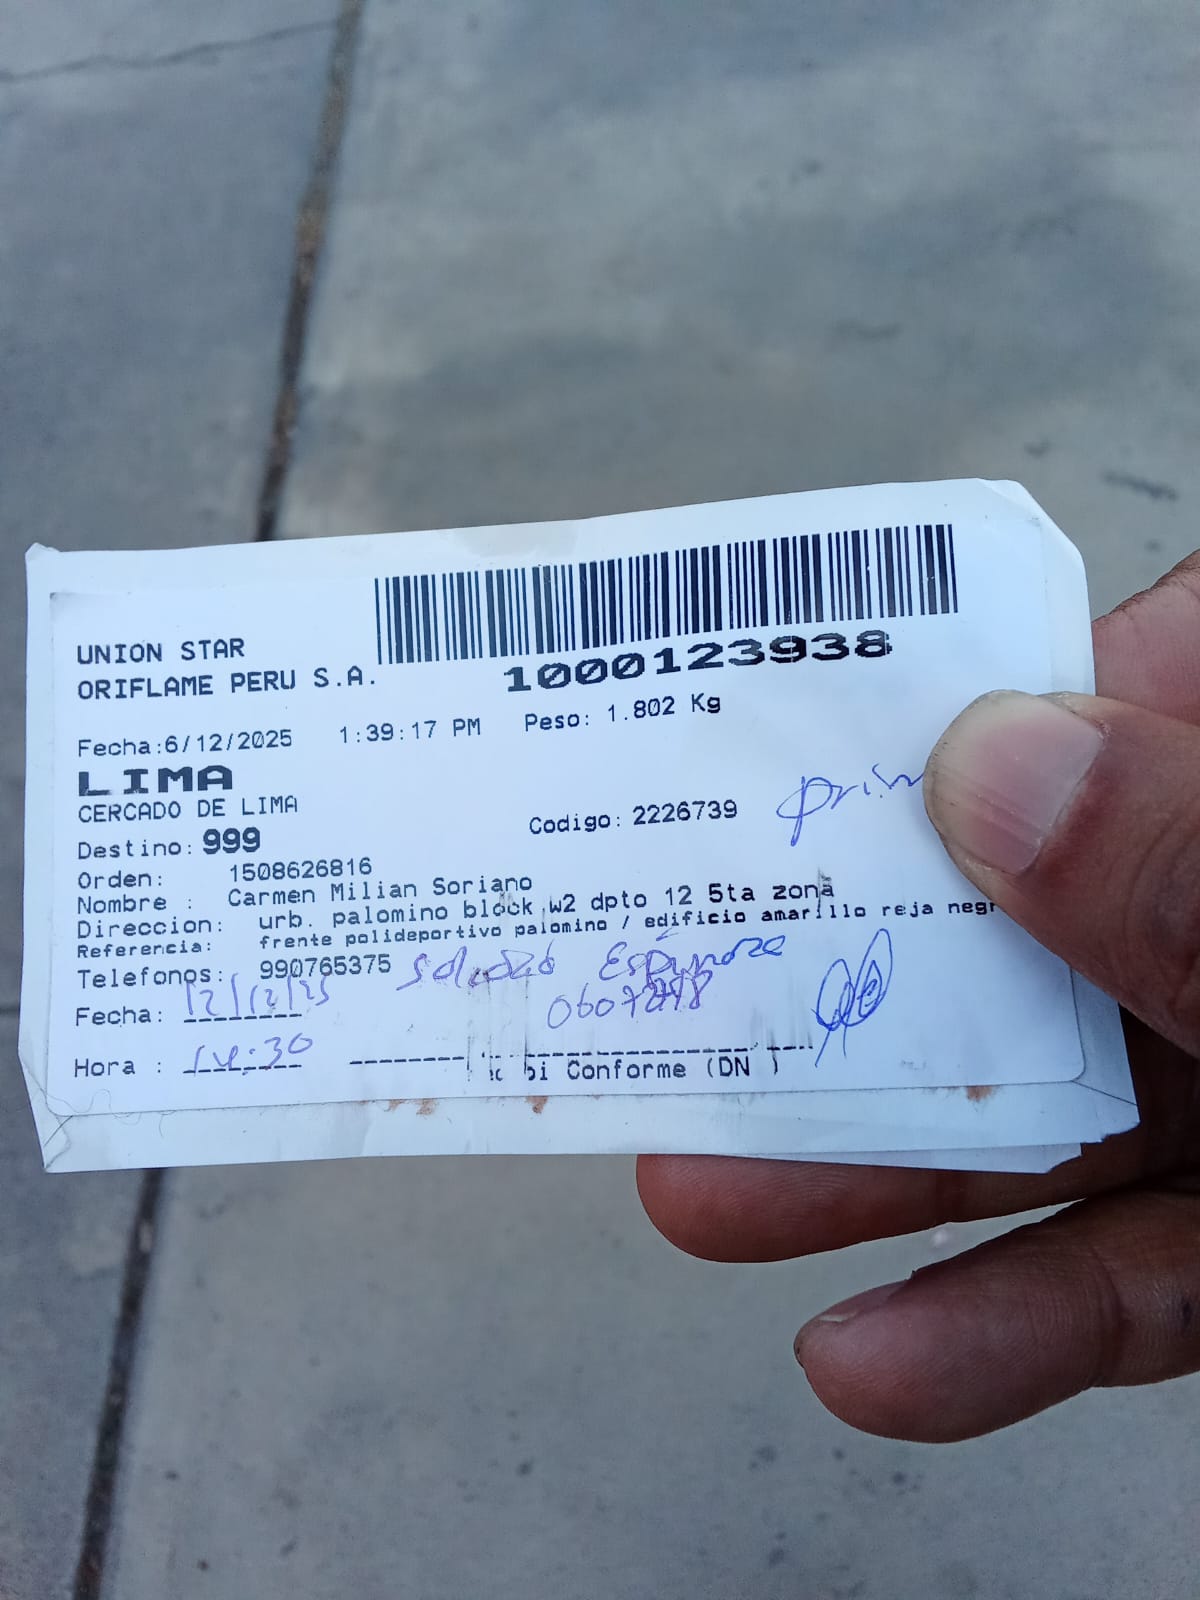 UNION STAR
ORIFLAME PERU S.A.
1000123938
Fecha:6/12/2025 1:39:17 PM Peso: 1.802 Kg
LIMA
CERCADO DE LIMA
Destino: 999 Codigo: 2226739
Orden: 1508626816
Nombre : Carmen Milian Soriano
Direccion: urb. palomino block w2 dpto 12 5ta zona
Referencia: frente polideportivo palomino / edificio amarillo reja negr
Telefonos: 990765375
Fecha: 12/12/25
Hora : 14:30
Conforme (DN )